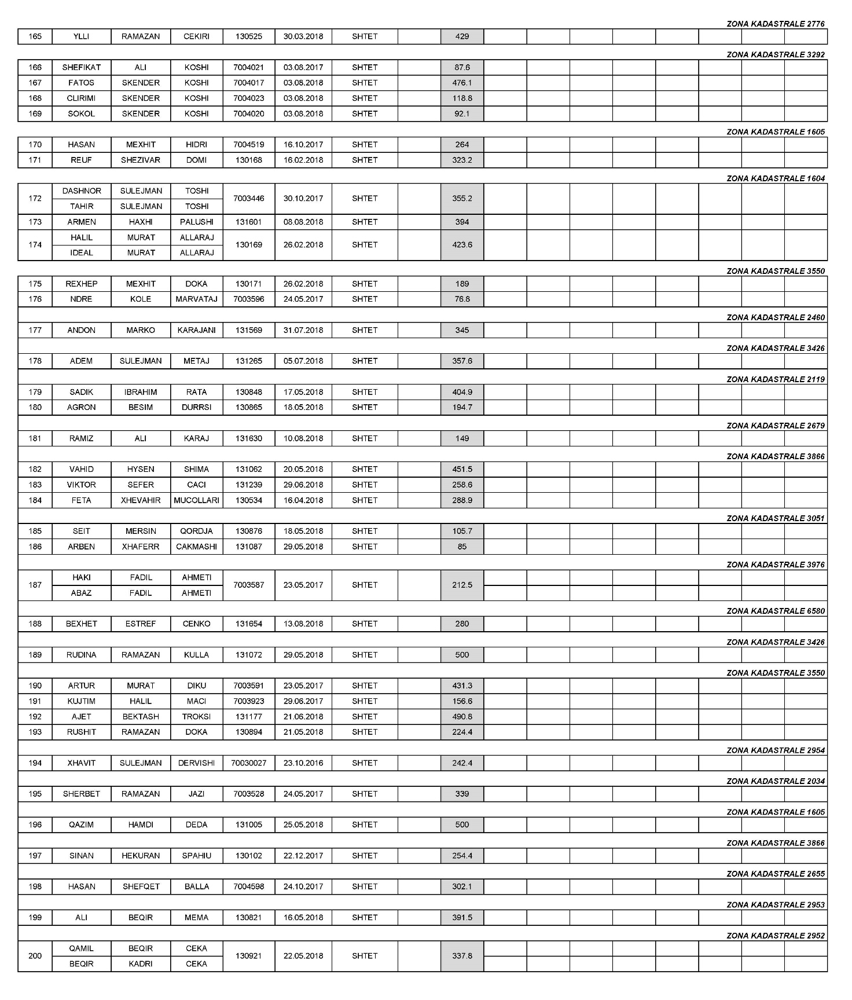 ZONA KADASTRALE 2776
165 YLLI RAMAZAN CEKIRI 130525 30.03.2018 SHTET 429
ZONA KADASTRALE 3292
166 SHEFIKAT ALI KOSHI 7004021 03.08.2017 SHTET 87.6
167 FATOS SKENDER KOSHI 7004017 03.08.2018 SHTET 476.1
168 CLIRIMI SKENDER KOSHI 7004023 03.08.2018 SHTET 118.8
169 SOKOL SKENDER KOSHI 7004020 03.08.2018 SHTET 92.1
ZONA KADASTRALE 1605
170 HASAN MEXHIT HIDRI 7004519 16.10.2017 SHTET 264
171 REUF SHEZIVAR DOMI 130168 16.02.2018 SHTET 323.2
ZONA KADASTRALE 1604
DASHNOR SULEJMAN TOSHI
172 7003446 30.10.2017 SHTET 355.2
TAHIR SULEJMAN TOSHI
173 ARMEN HAXHI PALUSHI 131601 08.08.2018 SHTET 394
HALIL MURAT ALLARAJ
174 130169 26.02.2018 SHTET 423.6
IDEAL MURAT ALLARAJ
ZONA KADASTRALE 3550
175 REXHEP MEXHIT DOKA 130171 26.02.2018 SHTET 189
176 NDRE KOLE MARVATAJ 7003596 24.05.2017 SHTET 76.8
ZONA KADASTRALE 2460
177 ANDON MARKO KARAJANI 131569 31.07.2018 SHTET 345
ZONA KADASTRALE 3426
178 ADEM SULEJMAN METAJ 131265 05.07.2018 SHTET 357.6
ZONA KADASTRALE 2119
179 SADIK IBRAHIM RATA 130848 17.05.2018 SHTET 404.9
180 AGRON BESIM DURRSI 130865 18.05.2018 SHTET 194.7
ZONA KADASTRALE 2679
181 RAMIZ ALI KARAJ 131630 10.08.2018 SHTET 149
ZONA KADASTRALE 3866
182 VAHID HYSEN SHIMA 131062 20.05.2018 SHTET 451.5
183 VIKTOR SEFER CACI 131239 29.06.2018 SHTET 258.6
184 FETA XHEVAHIR MUCOLLARI 130534 16.04.2018 SHTET 288.9
ZONA KADASTRALE 3051
185 SEIT MERSIN QORDJA 130876 18.05.2018 SHTET 105.7
186 ARBEN XHAFERR CAKMASHI 131087 29.05.2018 SHTET 85
ZONA KADASTRALE 3976
HAKI FADIL AHMETI
187 7003587 23.05.2017 SHTET 212.5
ABAZ FADIL AHMETI
ZONA KADASTRALE 6580
188 BEXHET ESTREF CENKO 131654 13.08.2018 SHTET 280
ZONA KADASTRALE 3426
189 RUDINA RAMAZAN KULLA 131072 29.05.2018 SHTET 500
ZONA KADASTRALE 3550
190 ARTUR MURAT DIKU 7003591 23.05.2017 SHTET 431.3
191 KUJTIM HALIL MACI 7003923 29.06.2017 SHTET 156.6
192 AJET BEKTASH TROKSI 131177 21.06.2018 SHTET 490.8
193 RUSHIT RAMAZAN DOKA 130894 21.05.2018 SHTET 224.4
ZONA KADASTRALE 2954
194 XHAVIT SULEJMAN DERVISHI 70030027 23.10.2016 SHTET 242.4
ZONA KADASTRALE 2034
195 SHERBET RAMAZAN JAZI 7003528 24.05.2017 SHTET 339
ZONA KADASTRALE 1605
196 QAZIM HAMDI DEDA 131005 25.05.2018 SHTET 500
ZONA KADASTRALE 3866
197 SINAN HEKURAN SPAHIU 130102 22.12.2017 SHTET 254.4
ZONA KADASTRALE 2655
198 HASAN SHEFQET BALLA 7004598 24.10.2017 SHTET 302.1
ZONA KADASTRALE 2953
199 ALI BEQIR MEMA 130821 16.05.2018 SHTET 391.5
ZONA KADASTRALE 2952
QAMIL BEQIR CEKA
200 130921 22.05.2018 SHTET 337.8
BEQIR KADRI CEKA